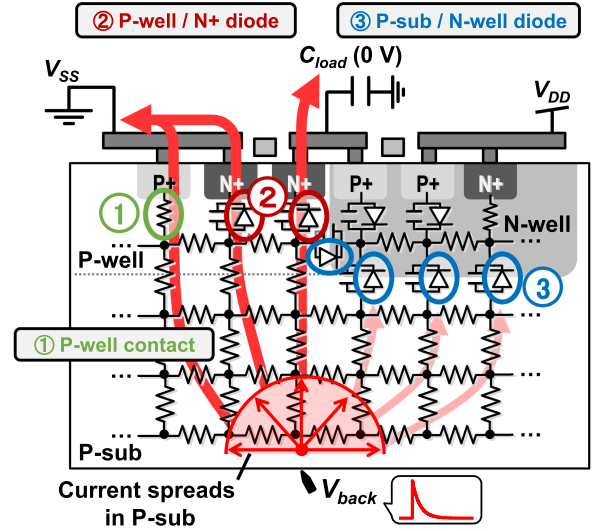 ② P-well / N+ diode
③ P-sub / N-well diode
VSS
Cload (0 V)
VDD
P+
N+
N+
P+
P+
N+
①
②
N-well
P-well
③
① P-well contact
P-sub
Current spreads
in P-sub
Vback